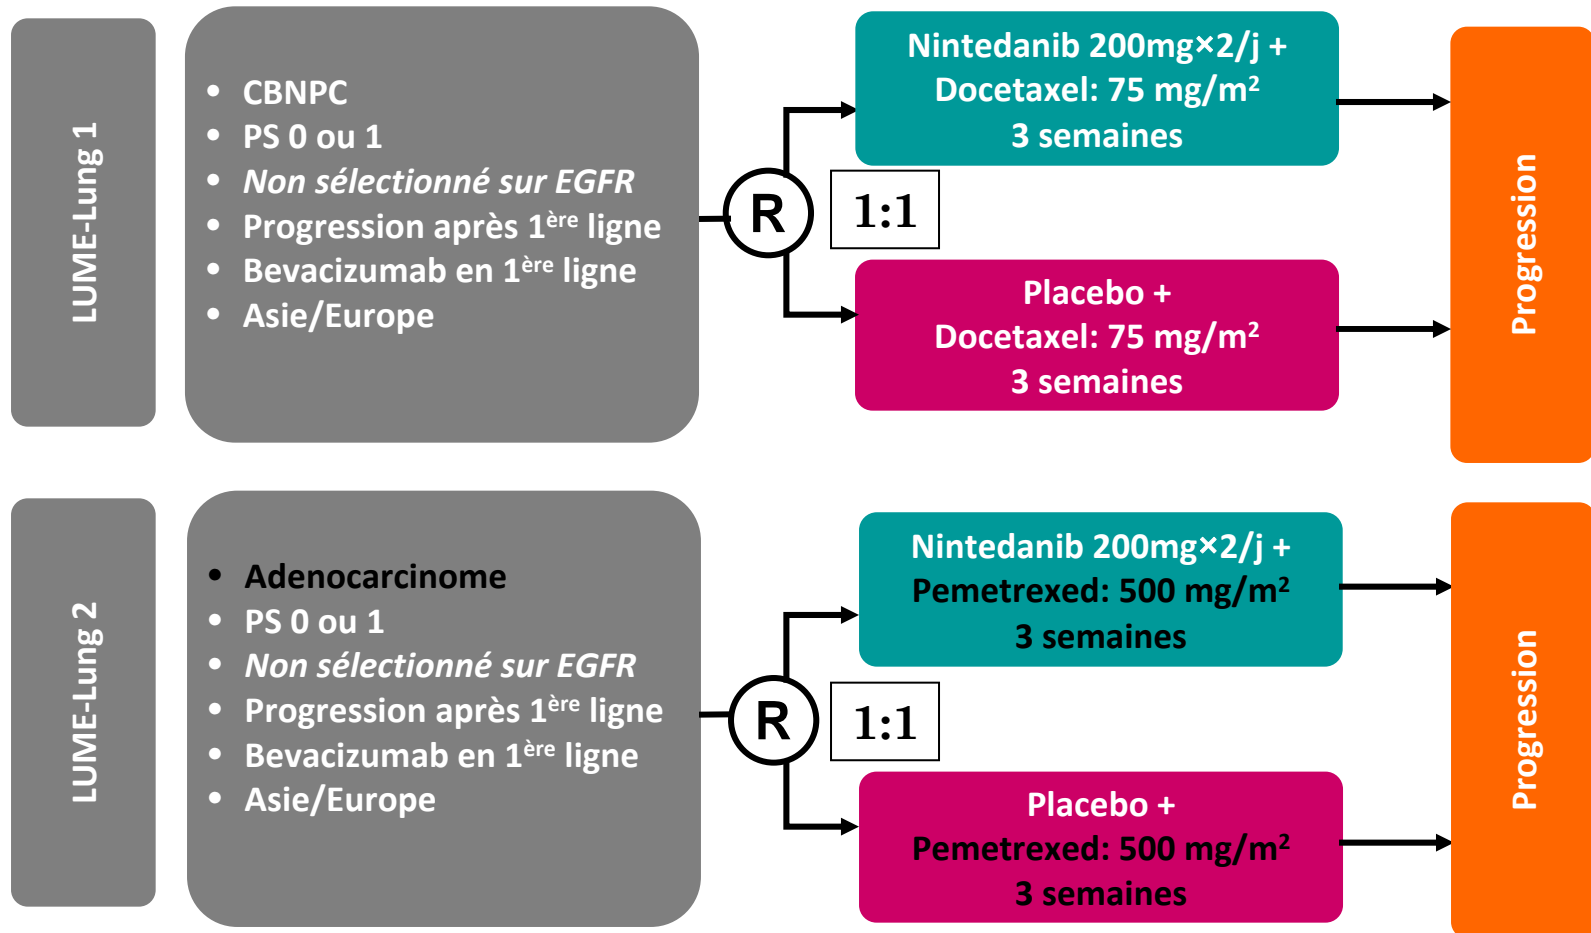 LUME-Lung 1
• CBNPC
• PS 0 ou 1
• Non sélectionné sur EGFR
• Progression après 1ère ligne
• Bevacizumab en 1ère ligne
• Asie/Europe
R
1:1
Nintedanib 200mg×2/j +
Docetaxel: 75 mg/m²
3 semaines
Placebo +
Docetaxel: 75 mg/m²
3 semaines
Progression
LUME-Lung 2
• Adenocarcinome
• PS 0 ou 1
• Non sélectionné sur EGFR
• Progression après 1ère ligne
• Bevacizumab en 1ère ligne
• Asie/Europe
R
1:1
Nintedanib 200mg×2/j +
Pemetrexed: 500 mg/m²
3 semaines
Placebo +
Pemetrexed: 500 mg/m²
3 semaines
Progression